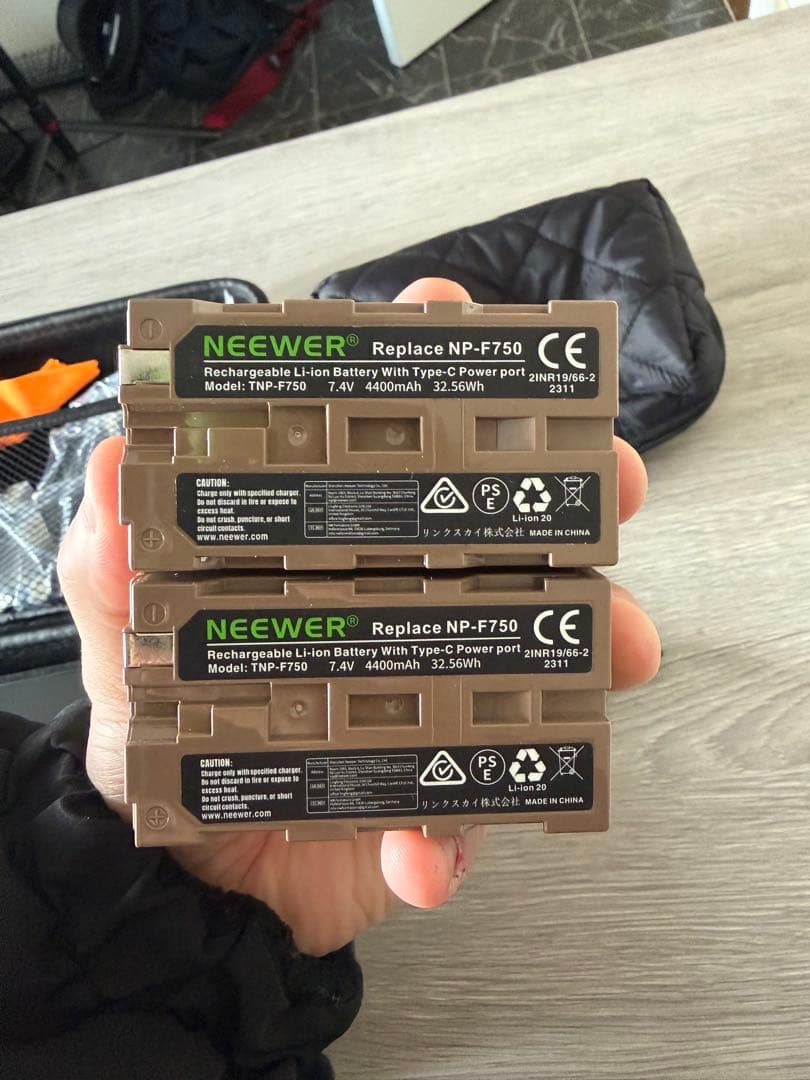 NEEWER® Replace NP-F750 CE
Rechargeable Li-ion Battery With Type-C Power port 2INR19/66-2
Model: TNP-F750 7.4V 4400mAh 32.56Wh 2311
CAUTION:
Charge only with specified charger.
Do not discard in fire or expose to
excess heat.
Do not crush, puncture, or short
circuit contacts.
www.neewer.com
PS
E
Li-ion 20
リンクスカイ株式会社 MADE IN CHINA
NEEWER® Replace NP-F750 CE
Rechargeable Li-ion Battery With Type-C Power port 2INR19/66-2
Model: TNP-F750 7.4V 4400mAh 32.56Wh 2311
CAUTION:
Charge only with specified charger.
Do not discard in fire or expose to
excess heat.
Do not crush, puncture, or short
circuit contacts.
www.neewer.com
PS
E
Li-ion 20
リンクスカイ株式会社 MADE IN CHINA